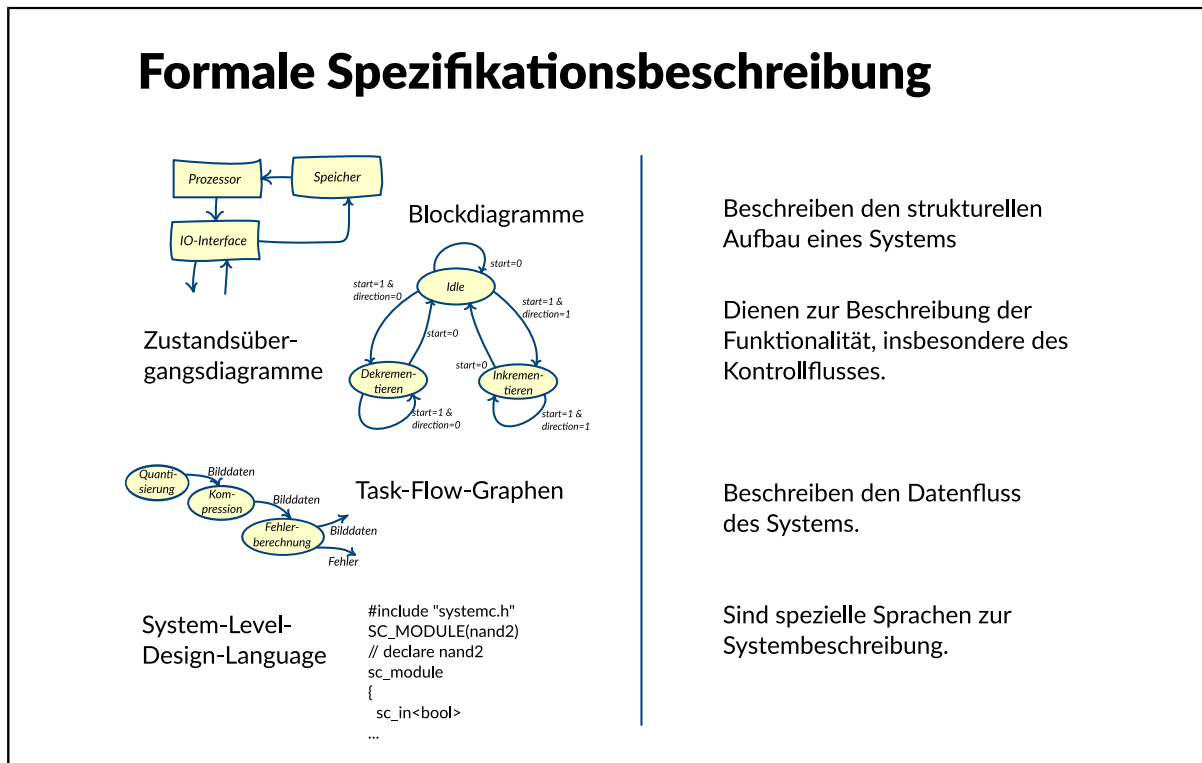 Formale Spezifikationsbeschreibung
Prozessor
Speicher
IO-Interface
Blockdiagramme
Beschreiben den strukturellen
Aufbau eines Systems
start=0
Idle
start=1 &
direction=0
start=1 &
direction=1
start=0
start=0
Dekremen-
tieren
Inkremen-
tieren
start=1 &
direction=0
start=1 &
direction=1
Zustandsüber-
gangsdiagramme
Dienen zur Beschreibung der
Funktionalität, insbesondere des
Kontrollflusses.
Quanti-
sierung
Bilddaten
Kom-
pression
Bilddaten
Fehler-
berechnung
Bilddaten
Fehler
Task-Flow-Graphen
Beschreiben den Datenfluss
des Systems.
System-Level-
Design-Language
#include "systemc.h"
SC_MODULE(nand2)
// declare nand2
sc_module
{
sc_in<bool>
...
Sind spezielle Sprachen zur
Systembeschreibung.